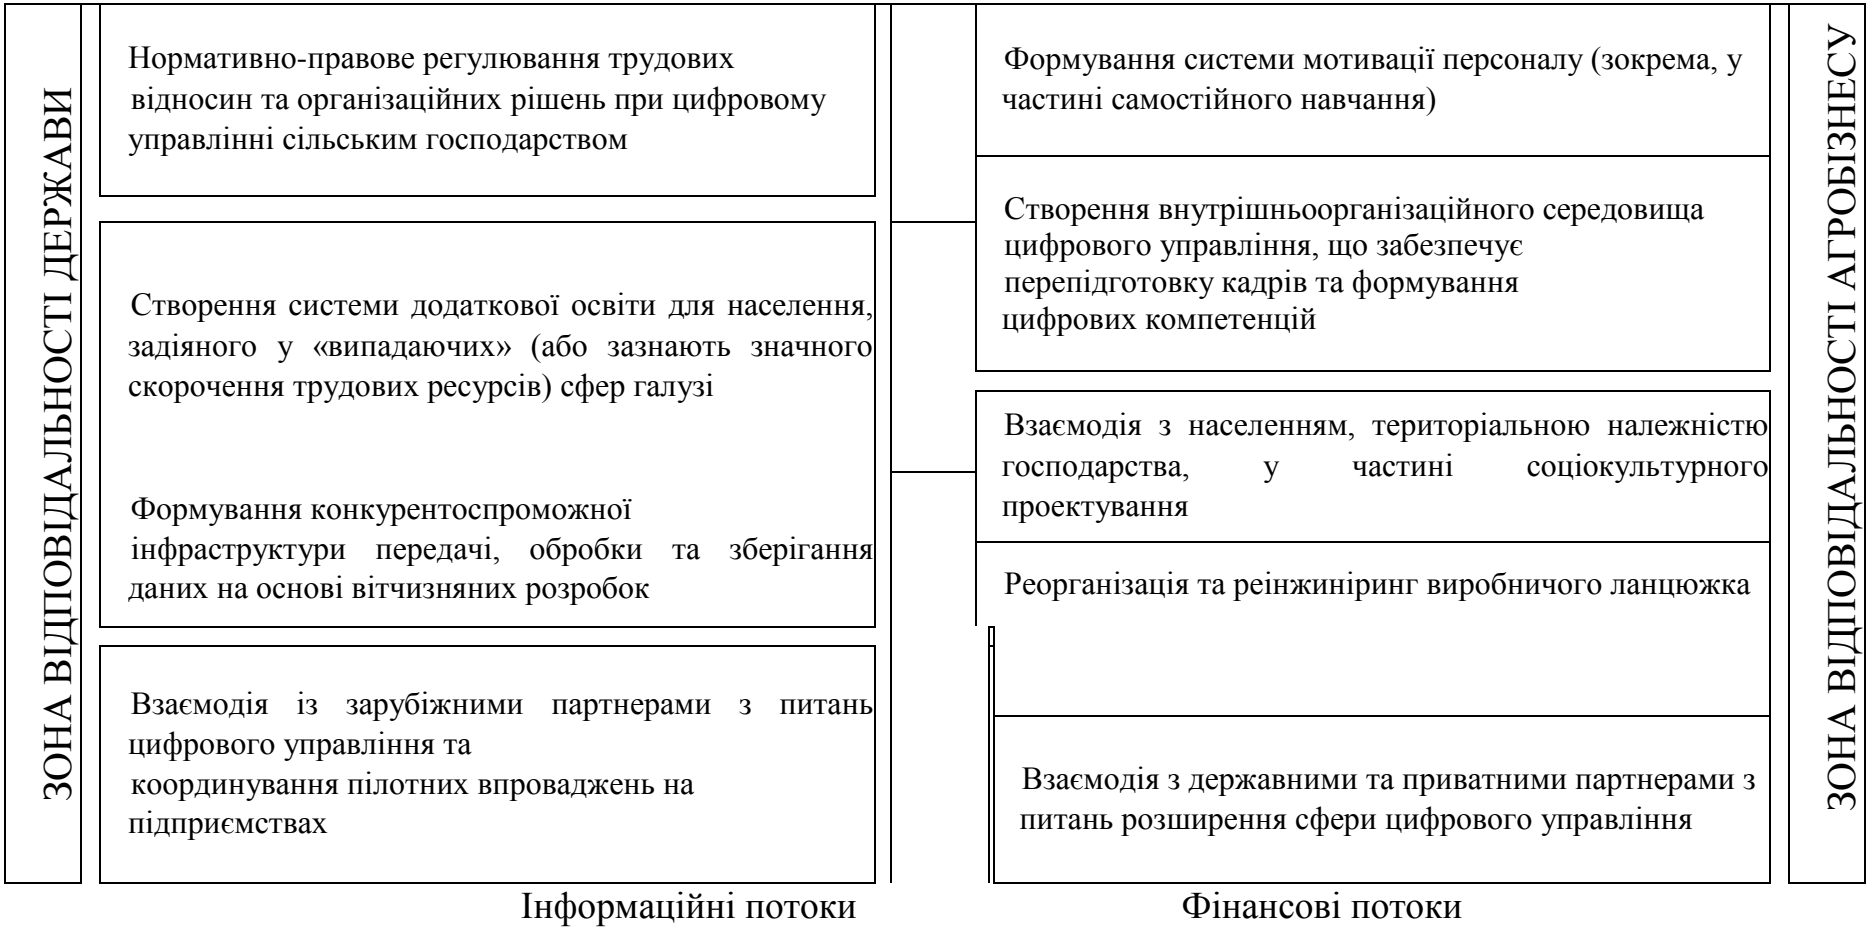 ЗОНА ВІДПОВІДАЛЬНОСТІ ДЕРЖАВИ
Нормативно-правове регулювання трудових
відносин та організаційних рішень при цифровому
управлінні сільським господарством
Створення системи додаткової освіти для населення,
задіяного у «випадаючих» (або зазнають значного
скорочення трудових ресурсів) сфер галузі
Формування конкурентоспроможної
інфраструктури передачі, обробки та зберігання
даних на основі вітчизняних розробок
Взаємодія із зарубіжними партнерами з питань
цифрового управління та
координування пілотних впроваджень на
підприємствах
Формування системи мотивації персоналу (зокрема, у
частині самостійного навчання)
Створення внутрішньоорганізаційного середовища
цифрового управління, що забезпечує
перепідготовку кадрів та формування
цифрових компетенцій
Взаємодія з населенням, територіальною належністю
господарства, у частині соціокультурного
проектування
Реорганізація та реінжиніринг виробничого ланцюжка
Взаємодія з державними та приватними партнерами з
питань розширення сфери цифрового управління
ЗОНА ВІДПОВІДАЛЬНОСТІ АГРОБІЗНЕСУ
Інформаційні потоки
Фінансові потоки